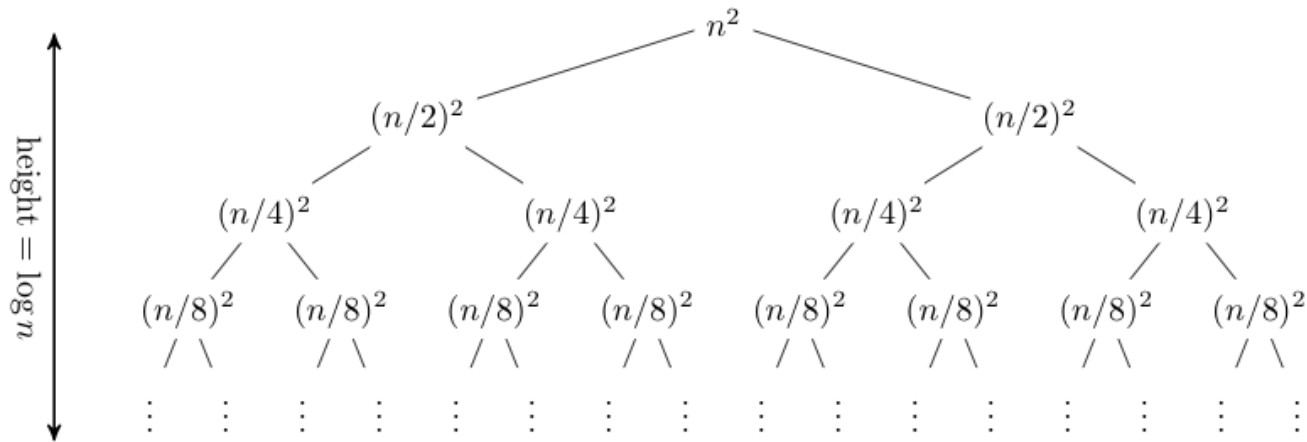 n²
(n/2)² (n/2)²
(n/4)² (n/4)² (n/4)² (n/4)²
(n/8)² (n/8)² (n/8)² (n/8)² (n/8)² (n/8)² (n/8)² (n/8)²
⋮ ⋮ ⋮ ⋮ ⋮ ⋮ ⋮ ⋮ ⋮ ⋮ ⋮ ⋮ ⋮ ⋮ ⋮ ⋮
height = log n